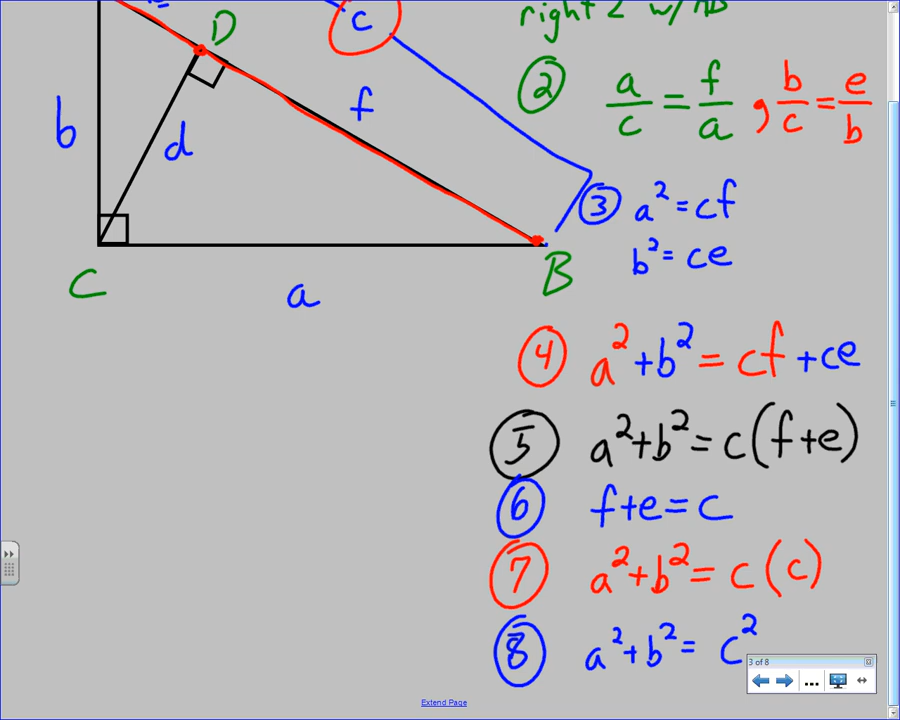 right ∠ w/
D
c
② a/c = f/a , b/c = e/b
f
b
d
③ a² = cf
b² = ce
C
B
a
④ a² + b² = cf + ce
⑤ a² + b² = c(f+e)
⑥ f+e = c
⑦ a² + b² = c(c)
⑧ a² + b² = c²
3 of 8
...
Extend Page